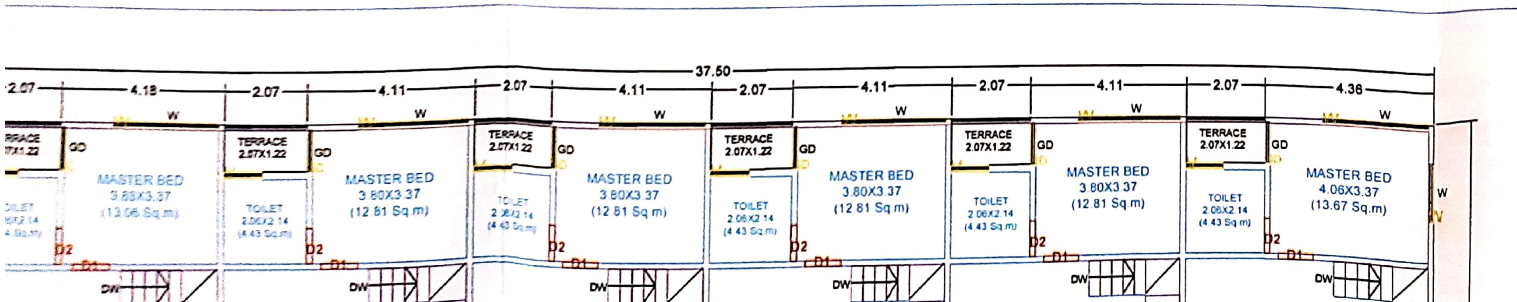 37.50
2.07 4.18 2.07 4.11 2.07 4.11 2.07 4.11 2.07 4.11 2.07 4.36
W W W W W W
TERRACE
2.07X1.22
GD
TERRACE
2.07X1.22
GD
TERRACE
2.07X1.22
GD
TERRACE
2.07X1.22
GD
TERRACE
2.07X1.22
GD
MASTER BED
3.88X3.37
(13.06 Sq.m)
MASTER BED
3.80X3.37
(12.81 Sq.m)
MASTER BED
3.80X3.37
(12.81 Sq.m)
MASTER BED
3.80X3.37
(12.81 Sq.m)
MASTER BED
3.80X3.37
(12.81 Sq.m)
MASTER BED
4.06X3.37
(13.67 Sq.m)
W
W
TOILET
2.06X2.14
(4.43 Sq.m)
TOILET
2.06X2.14
(4.43 Sq.m)
TOILET
2.06X2.14
(4.43 Sq.m)
TOILET
2.06X2.14
(4.43 Sq.m)
TOILET
2.06X2.14
(4.43 Sq.m)
D2 D2 D2 D2 D2 D2
D1 D1 D1 D1 D1 D1
DW DW DW DW DW DW